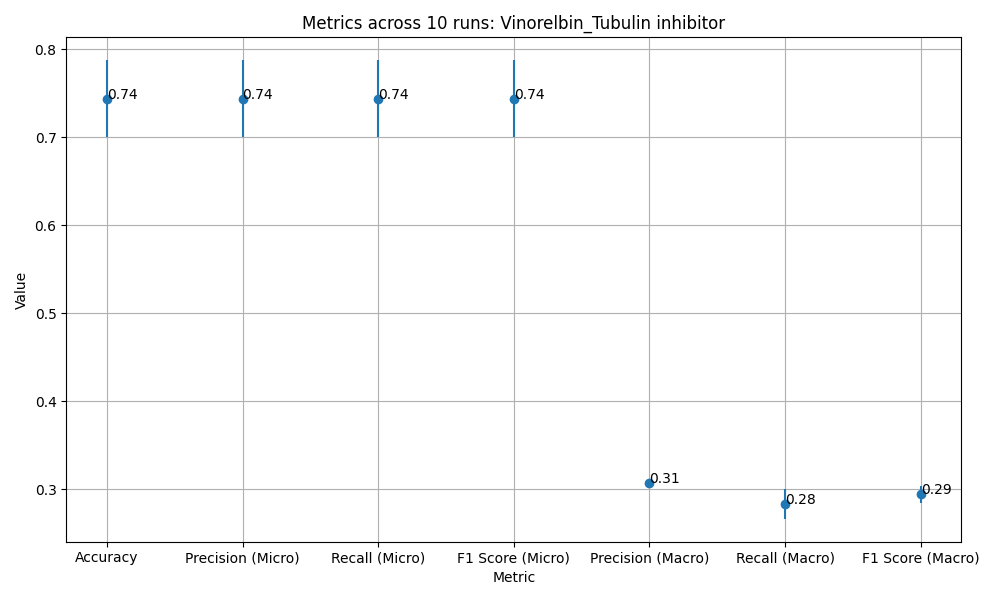 Metrics across 10 runs: Vinorelbin_Tubulin inhibitor
Value
0.8
0.7
0.6
0.5
0.4
0.3
0.74
0.74
0.74
0.74
0.31
0.28
0.29
Accuracy
Precision (Micro)
Recall (Micro)
F1 Score (Micro)
Precision (Macro)
Recall (Macro)
F1 Score (Macro)
Metric